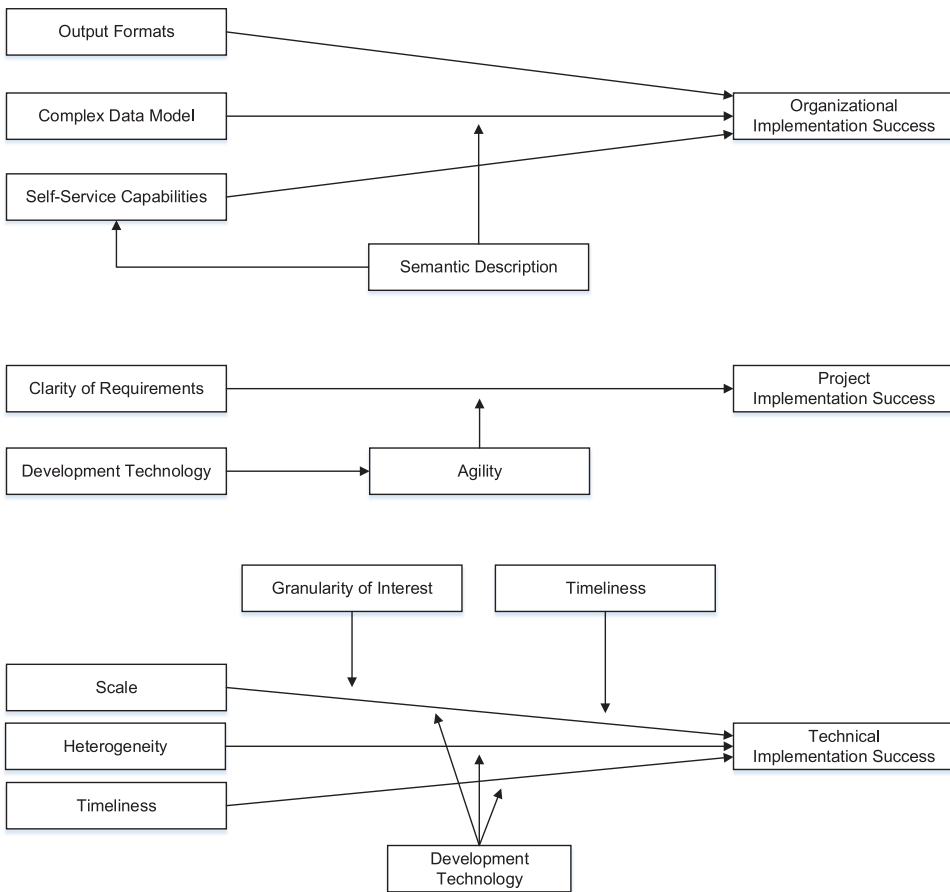 Output Formats
Complex Data Model
Organizational
Implementation Success
Self-Service Capabilities
Semantic Description
Clarity of Requirements
Project
Implementation Success
Development Technology
Agility
Granularity of Interest
Timeliness
Scale
Heterogeneity
Technical
Implementation Success
Timeliness
Development
Technology